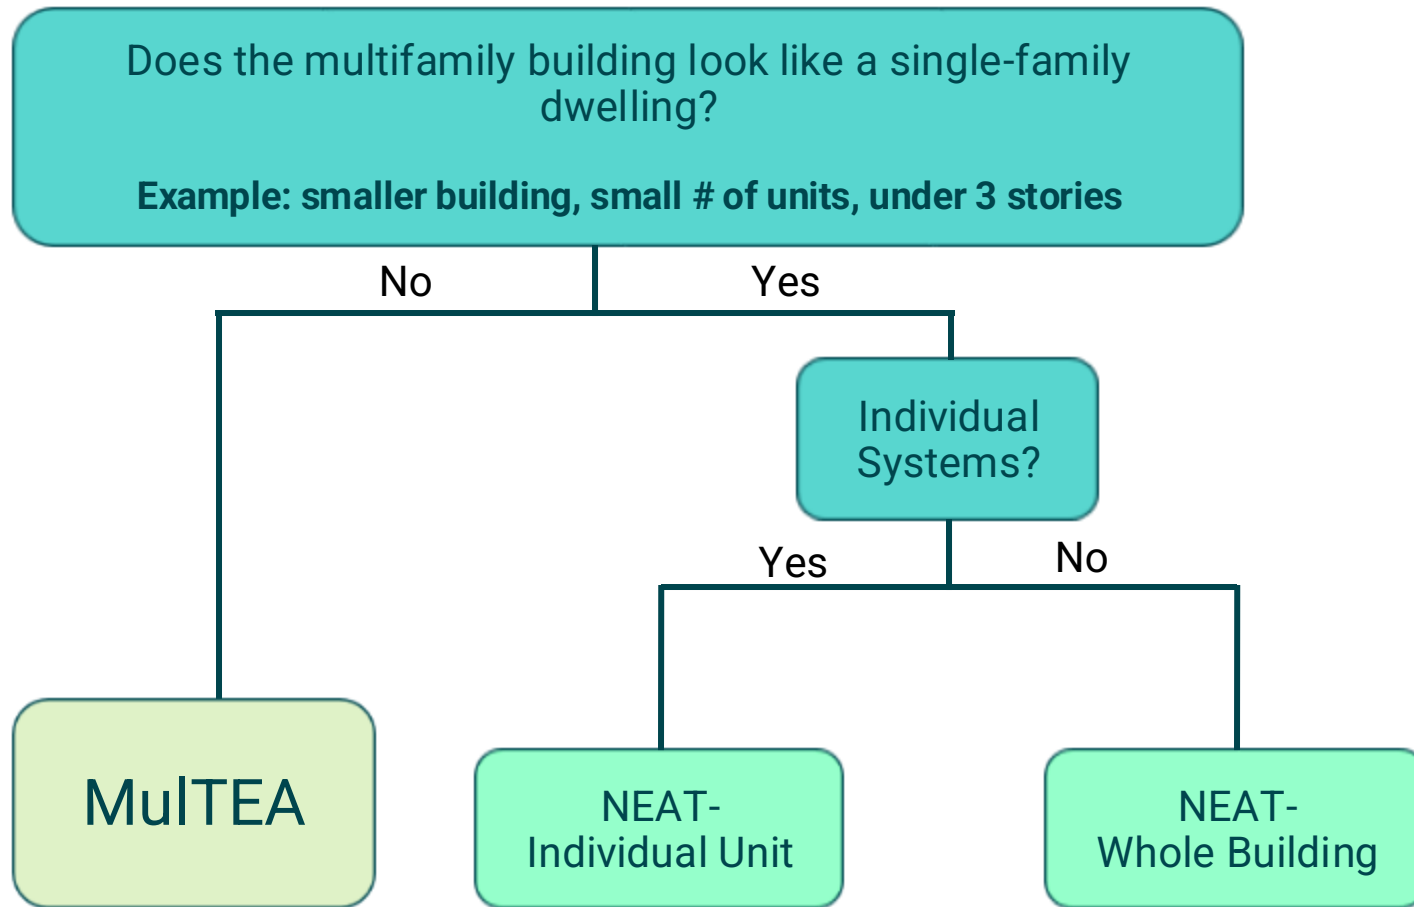 Does the multifamily building look like a single-family
dwelling?
Example: smaller building, small # of units, under 3 stories
No
Yes
Individual
Systems?
Yes
No
MulTEA
NEAT-
Individual Unit
NEAT-
Whole Building